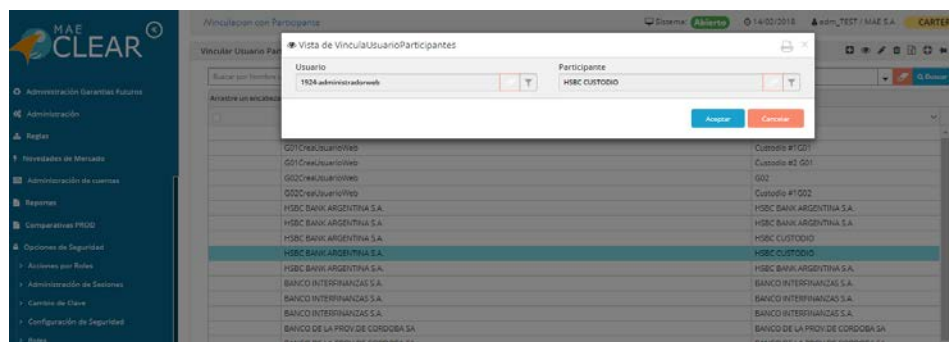 MAE
CLEAR
/Vinculacion con Participante
Sistema: Abierto 14/02/2018 adm_TEST / MAE S.A. CARTER
Vincular Usuario Par
Vista de VinculaUsuarioParticipantes
Usuario Participante
1924-administradorweb HSBC CUSTODIO
Aceptar Cancelar
Buscar por Nombre
Buscar
Arrastre un encabeza
Administración Garantías Futuros
Administración
Reglas
Novedades de Mercado
Administración de cuentas
Reportes
Comparativas PROD
Opciones de Seguridad
Acciones por Roles
Administración de Sesiones
Cambio de Clave
Configuración de Seguridad
Roles
G01CreaUsuarioWeb Custodio #1G01
G01CreaUsuarioWeb Custodio #2 G01
G02CreaUsuarioWeb G02
G02CreaUsuarioWeb Custodio #1G02
HSBC BANK ARGENTINA S.A. HSBC BANK ARGENTINA S.A.
HSBC BANK ARGENTINA S.A. HSBC BANK ARGENTINA S.A.
HSBC BANK ARGENTINA S.A. HSBC CUSTODIO
HSBC BANK ARGENTINA S.A. HSBC CUSTODIO
HSBC BANK ARGENTINA S.A. HSBC BANK ARGENTINA S.A.
BANCO INTERFINANZAS S.A. BANCO INTERFINANZAS S.A.
BANCO INTERFINANZAS S.A. BANCO INTERFINANZAS S.A.
BANCO DE LA PROV.DE CORDOBA SA BANCO DE LA PROV.DE CORDOBA SA